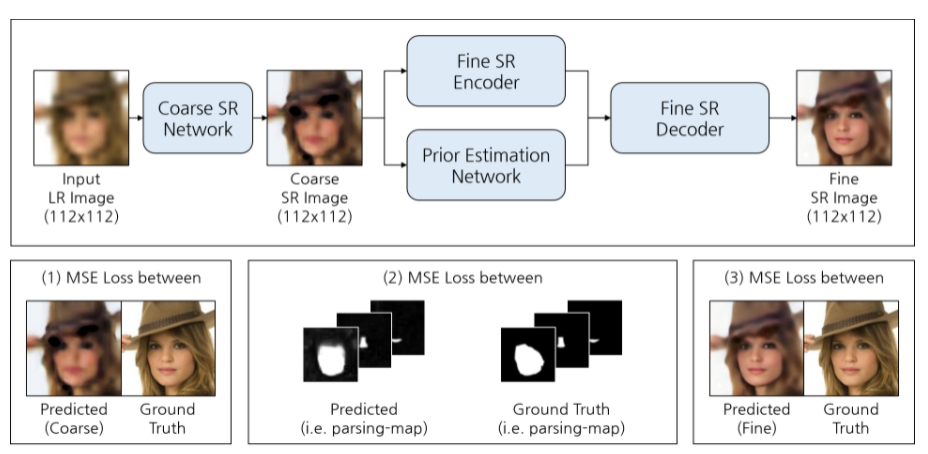 Coarse SR
Network
Fine SR
Encoder
Prior Estimation
Network
Fine SR
Decoder
Input
LR Image
(112x112)
Coarse
SR Image
(112x112)
Fine
SR Image
(112x112)
(1) MSE Loss between
Predicted
(Coarse)
Ground
Truth
(2) MSE Loss between
Predicted
(i.e. parsing-map)
Ground Truth
(i.e. parsing-map)
(3) MSE Loss between
Predicted
(Fine)
Ground
Truth